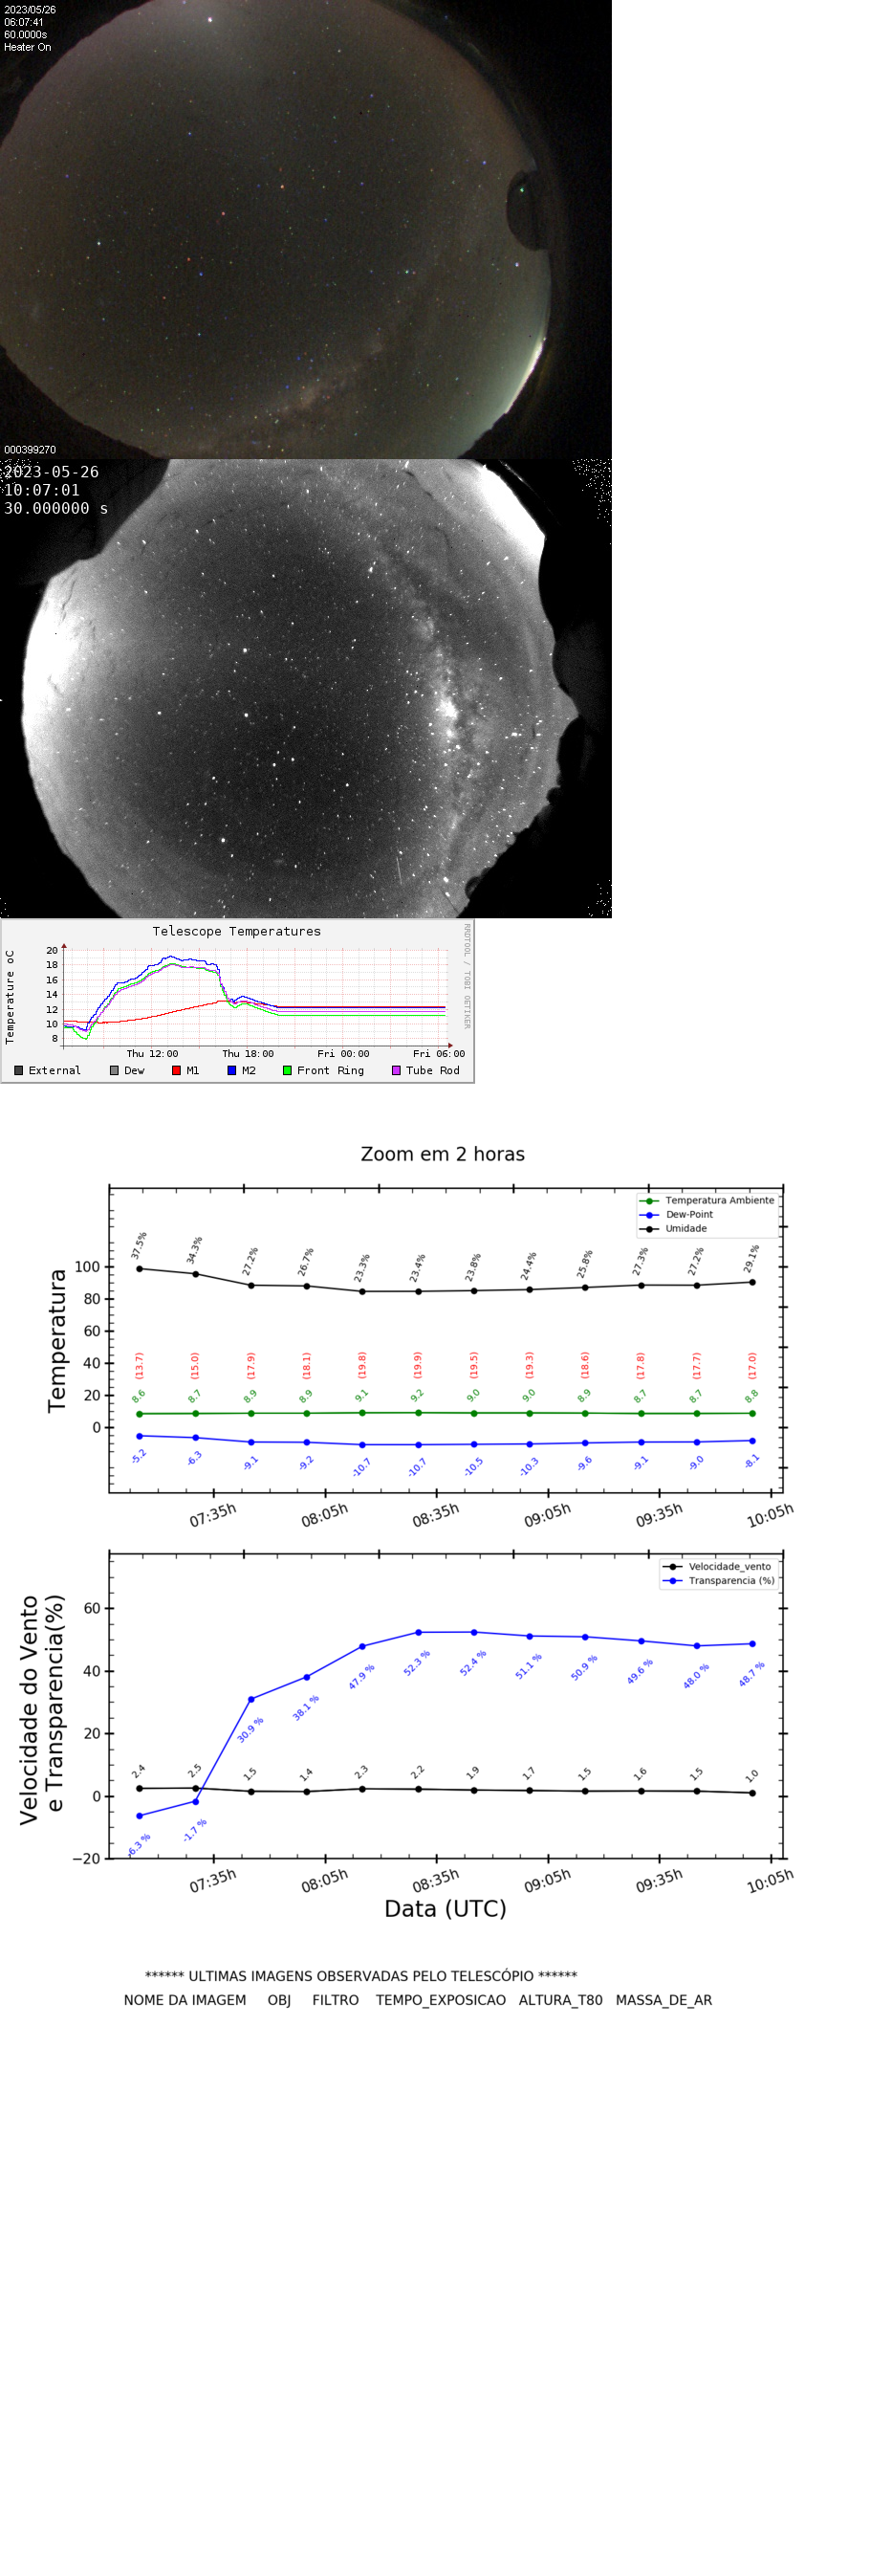 2023/05/26
06:07:41
60.0000s
Heater On
000399270
2023-05-26
10:07:01
30.000000 s
Telescope Temperatures
RRDTOOL / TOBI OETIKER
Temperature oC
20
18
16
14
12
10
8
Thu 12:00 Thu 18:00 Fri 00:00 Fri 06:00
External Dew M1 M2 Front Ring Tube Rod
Zoom em 2 horas
Temperatura Ambiente
Dew-Point
Umidade
Temperatura
100
80
60
40
20
0
37.5% 34.3% 27.2% 26.7% 23.3% 23.4% 23.8% 24.4% 25.8% 27.3% 27.2% 29.1%
(13.7) (15.0) (17.9) (18.1) (19.8) (19.9) (19.5) (19.3) (18.6) (17.8) (17.7) (17.0)
8.6 8.7 8.9 8.9 9.1 9.2 9.0 9.0 8.9 8.7 8.7 8.8
-5.2 -6.3 -9.1 -9.2 -10.7 -10.7 -10.5 -10.3 -9.6 -9.1 -9.0 -8.1
07:35h 08:05h 08:35h 09:05h 09:35h 10:05h
Velocidade_vento
Transparencia (%)
Velocidade do Vento
e Transparencia(%)
60
40
20
0
−20
52.3 % 52.4 % 51.1 % 50.9 % 49.6 % 48.0 % 48.7 %
30.9 % 38.1 % 47.9 %
2.4 2.5 1.5 1.4 2.3 2.2 1.9 1.7 1.5 1.6 1.5 1.0
-6.3 % -1.7 %
07:35h 08:05h 08:35h 09:05h 09:35h 10:05h
Data (UTC)
****** ULTIMAS IMAGENS OBSERVADAS PELO TELESCÓPIO ******
NOME DA IMAGEM OBJ FILTRO TEMPO_EXPOSICAO ALTURA_T80 MASSA_DE_AR